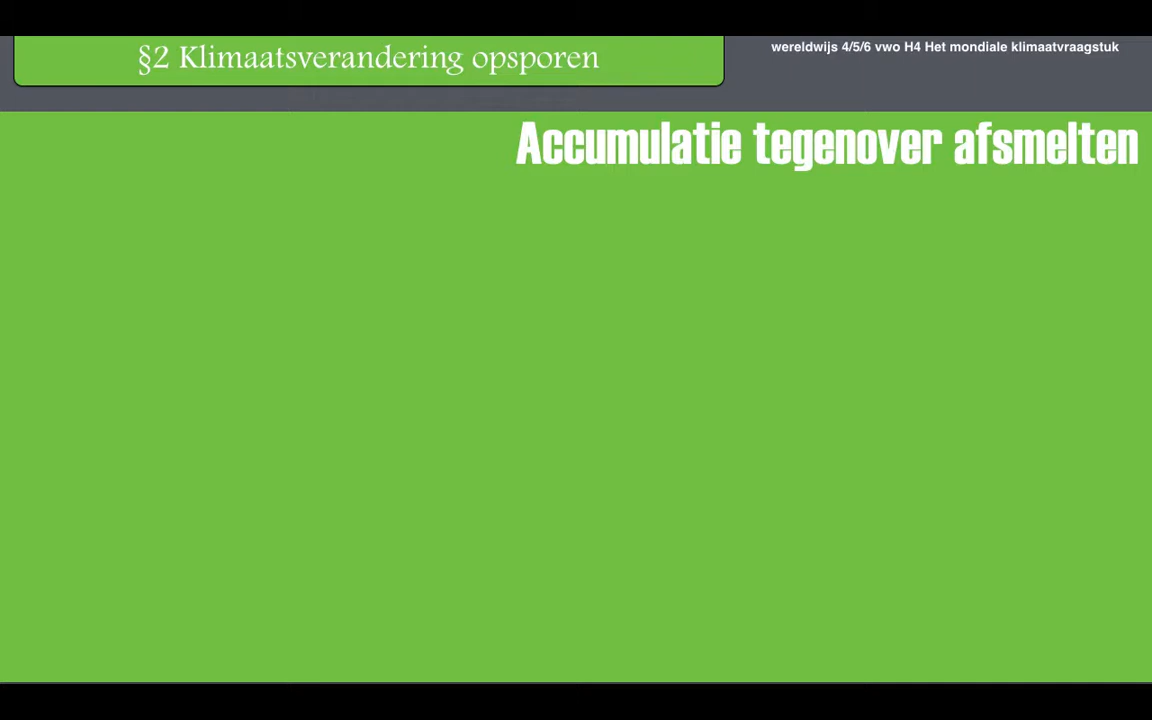 §2 Klimaatsverandering opsporen
wereldwijs 4/5/6 vwo H4 Het mondiale klimaatvraagstuk
Accumulatie tegenover afsmelten